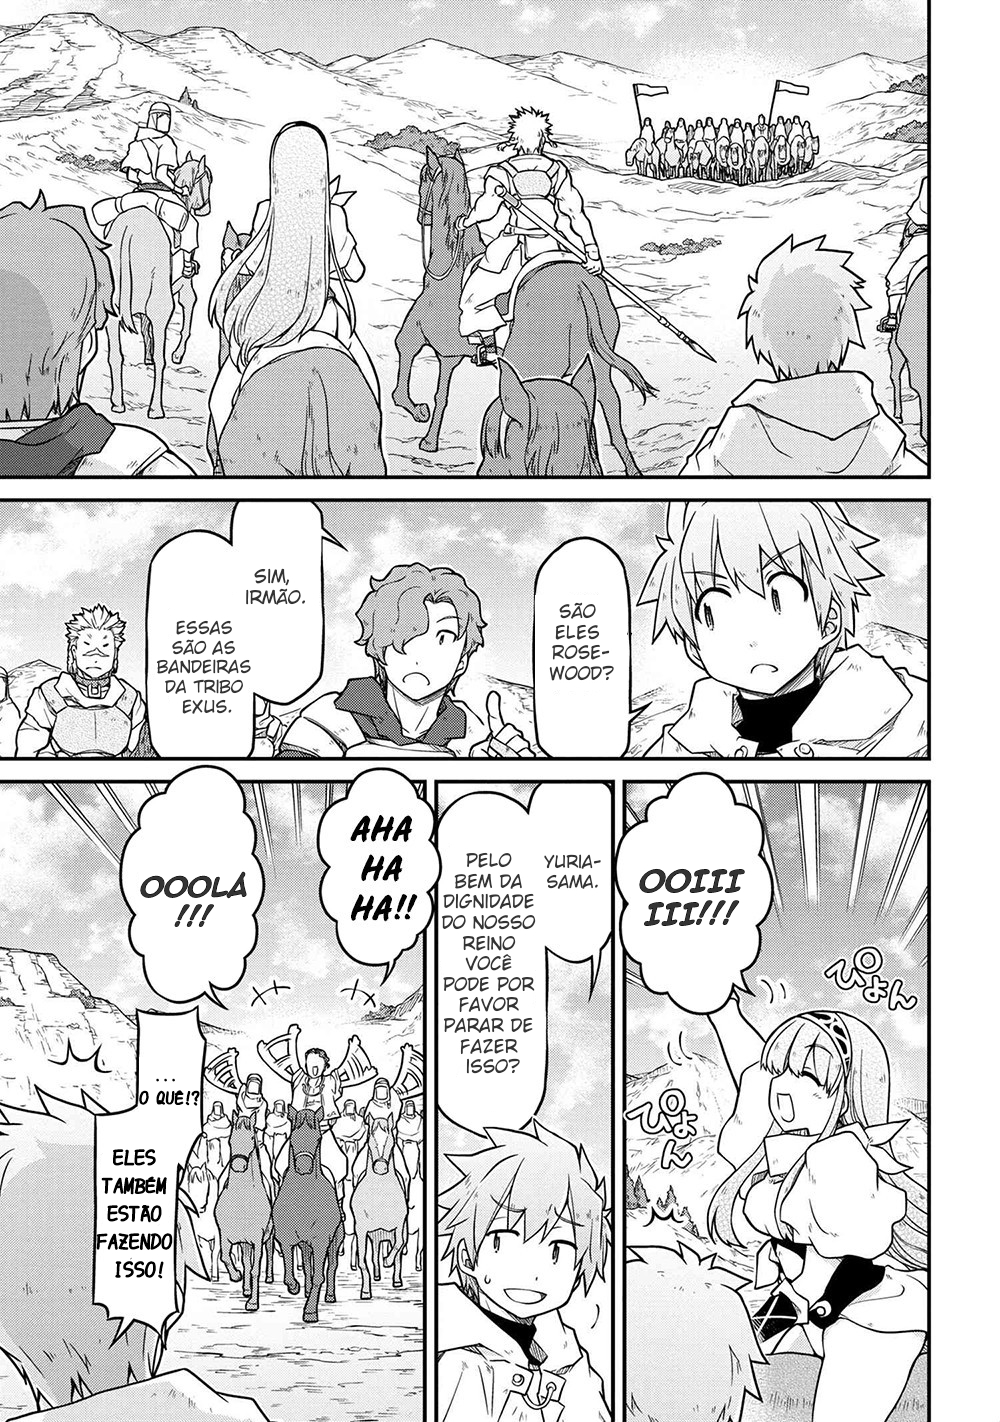 SÃO
ELES
ROSE-
WOOD?
SIM,
IRMÃO.
ESSAS
SÃO AS
BANDEIRAS
DA TRIBO
EXUS.
OOIII
III!!!
ぴょん
ぴょん
YURIA-
SAMA.
PELO
BEM DA
DIGNIDADE
DO NOSSO
REINO
VOCÊ
PODE POR
FAVOR
PARAR DE
FAZER
ISSO?
AHA
HA
HA
HA!!
OOOLÁ
!!!
...
O QUÊ!?
ELES
TAMBÉM
ESTÃO
FAZENDO
ISSO!